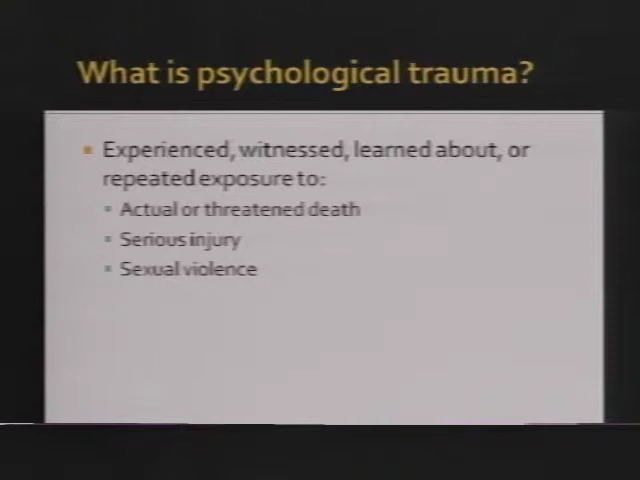 What is psychological trauma?
Experienced, witnessed, learned about, or
repeated exposure to:
Actual or threatened death
Serious injury
Sexual violence